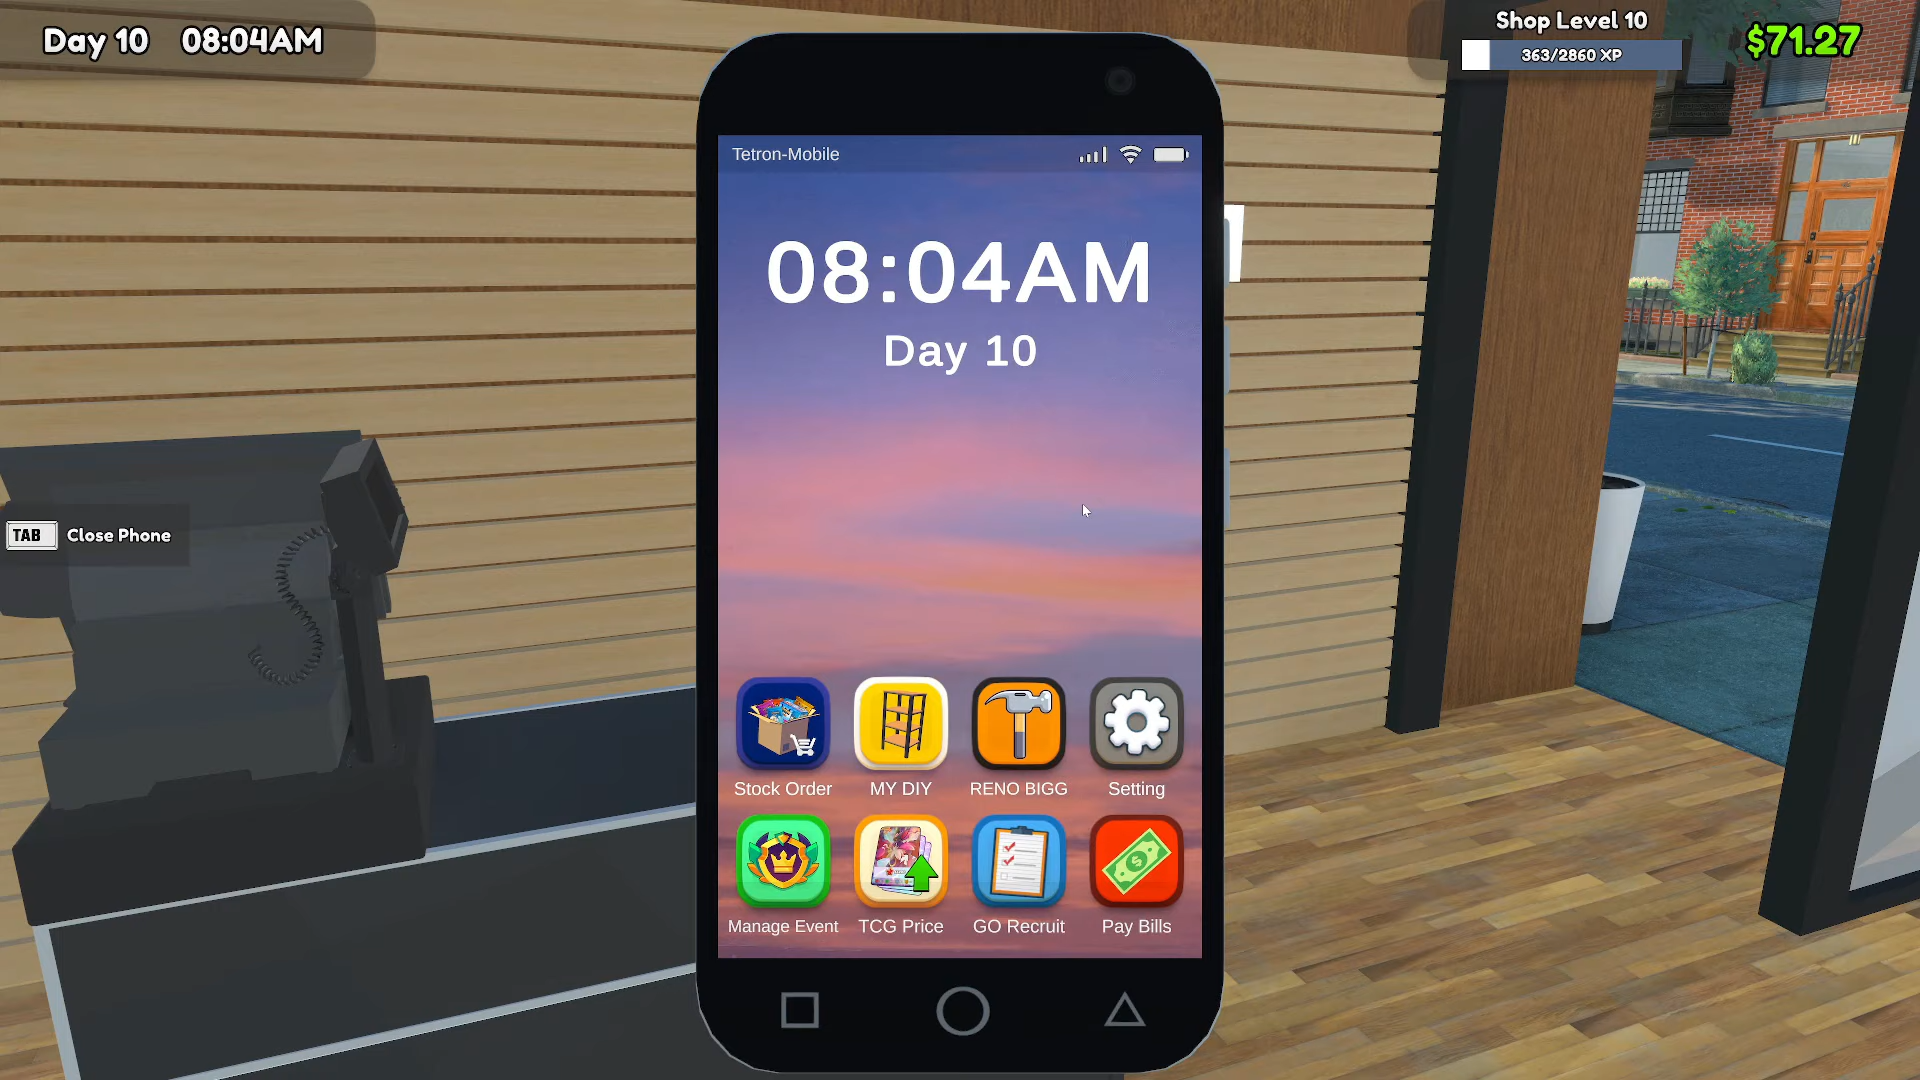 Day 10 08:04AM
Shop Level 10
363/2860 XP
$71.27
Tetron-Mobile
08:04AM
Day 10
TAB Close Phone
Stock Order MY DIY RENO BIGG Setting
Manage Event TCG Price GO Recruit Pay Bills